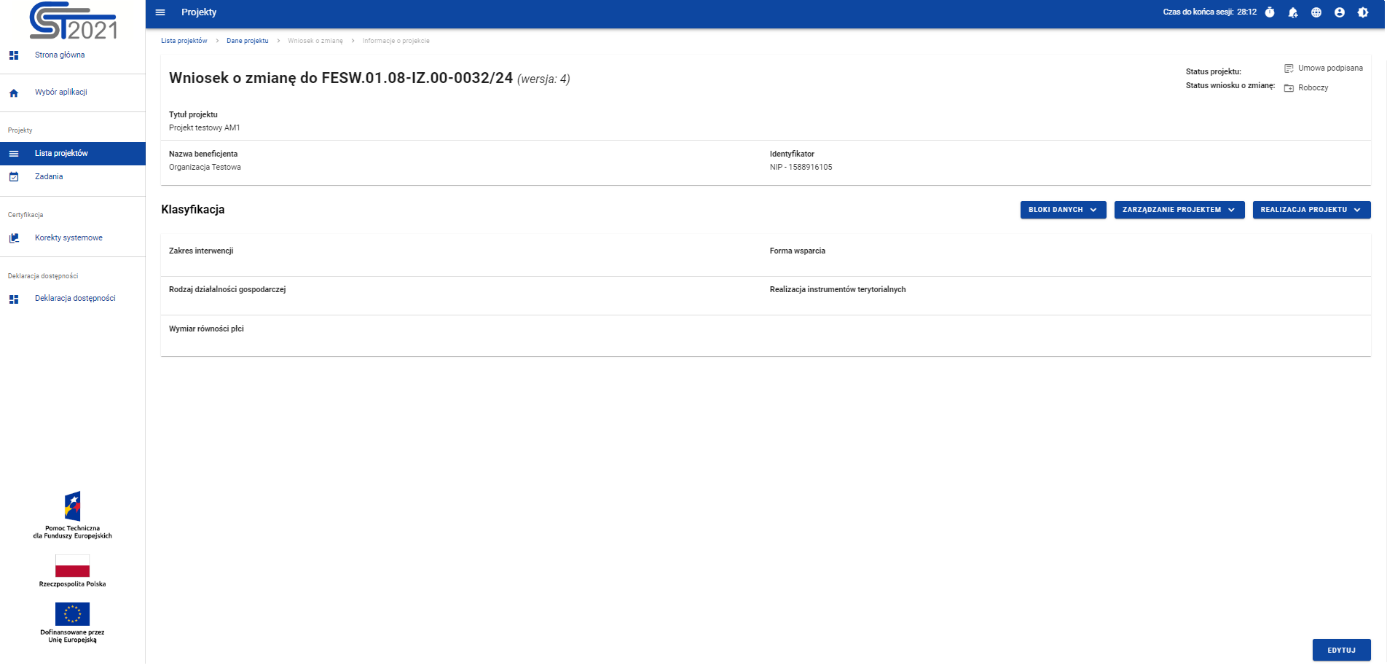 CST2021
Projekty
Czas do końca sesji: 28:12
Strona główna
Wybór aplikacji
Projekty
Lista projektów
Zadania
Certyfikacja
Korekty systemowe
Deklaracja dostępności
Deklaracja dostępności
Pomoc Techniczna
dla Funduszy Europejskich
Rzeczpospolita Polska
Dofinansowane przez
Unię Europejską
Lista projektów > Dane projektu > Wniosek o zmianę > Informacje o projekcie
Wniosek o zmianę do FESW.01.08-IZ.00-0032/24 (wersja: 4)
Status projektu: Umowa podpisana
Status wniosku o zmianę: Roboczy
Tytuł projektu
Projekt testowy AM1
Nazwa beneficjenta
Organizacja Testowa
Identyfikator
NIP - 1588916105
Klasyfikacja
BLOKI DANYCH
ZARZĄDZANIE PROJEKTEM
REALIZACJA PROJEKTU
Zakres interwencji
Forma wsparcia
Rodzaj działalności gospodarczej
Realizacja instrumentów terytorialnych
Wymiar równości płci
EDYTUJ